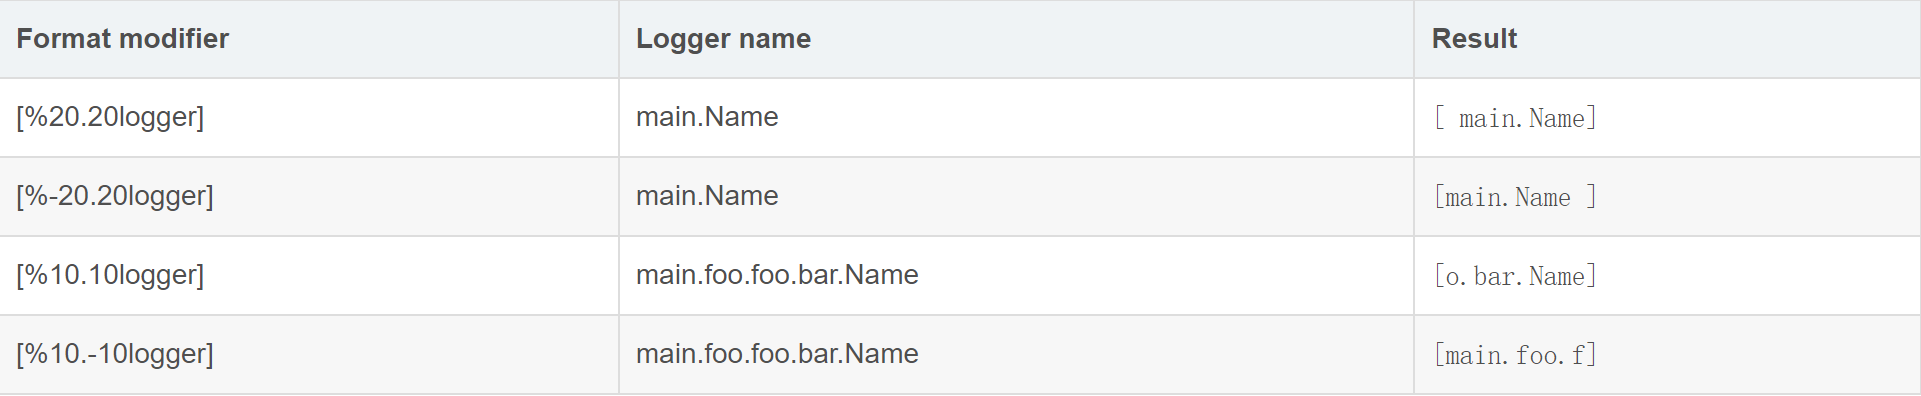 Format modifier Logger name Result
[%20.20logger] main.Name [ main.Name]
[%-20.20logger] main.Name [main.Name ]
[%10.10logger] main.foo.foo.bar.Name [o.bar.Name]
[%10.-10logger] main.foo.foo.bar.Name [main.foo.f]